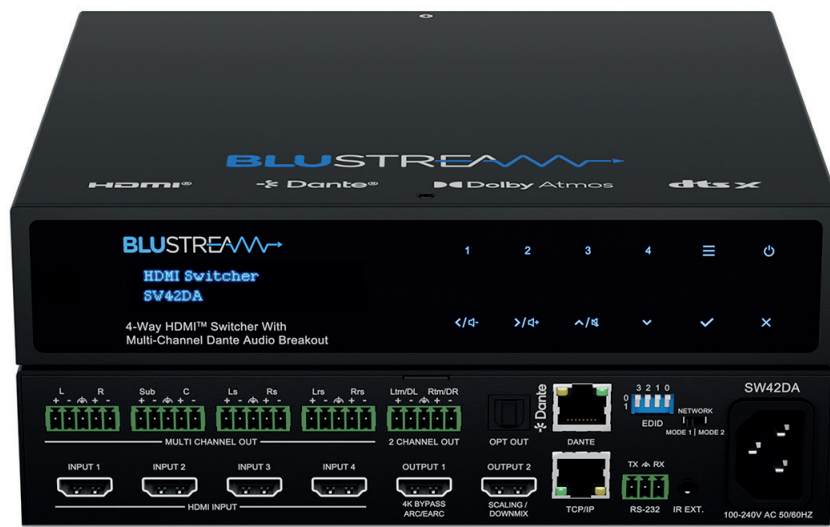 BLUSTREAM
HDMI® Dante® Dolby Atmos dts X
BLUSTREAM
HDMI Switcher
SW42DA
4-Way HDMI™ Switcher With
Multi-Channel Dante Audio Breakout
1 2 3 4
</-  >/+  ^/
L R Sub C Ls Rs Lrs Rrs Ltm/DL Rtm/DR
+ - + - + - + - + - + - + - + - + - + -
MULTI CHANNEL OUT 2 CHANNEL OUT OPT OUT Dante DANTE
3 2 1 0
0
1
EDID
NETWORK
MODE 1 | MODE 2
SW42DA
INPUT 1 INPUT 2 INPUT 3 INPUT 4 OUTPUT 1 OUTPUT 2
HDMI INPUT
4K BYPASS
ARC/EARC
SCALING /
DOWNMIX
TCP/IP
TX RX
RS-232
IR EXT.
100-240V AC 50/60HZ